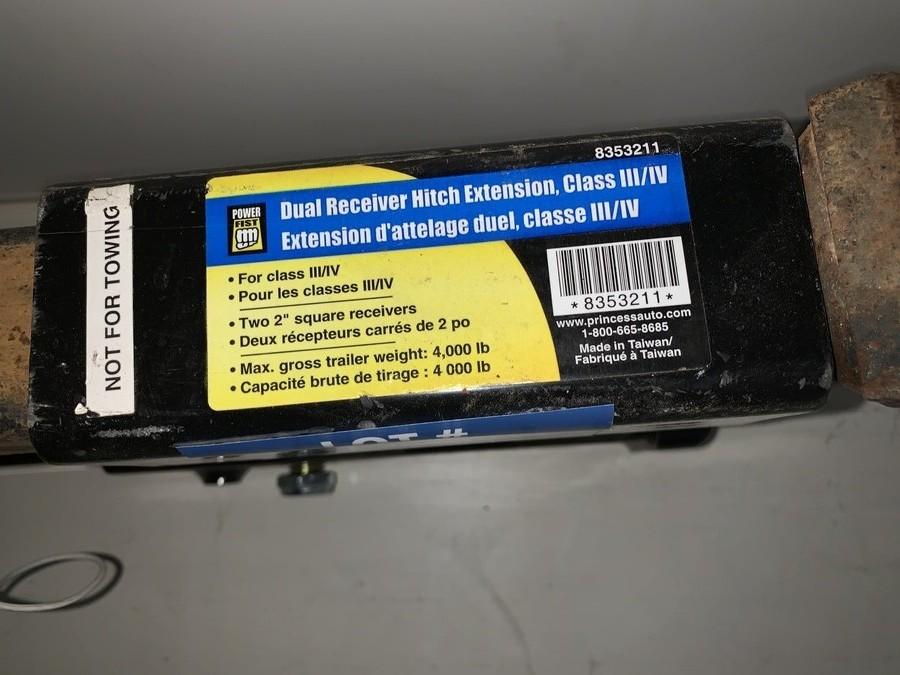 8353211
POWER
FIST
Dual Receiver Hitch Extension, Class III/IV
Extension d'attelage duel, classe III/IV
NOT FOR TOWING
• For class III/IV
• Pour les classes III/IV
• Two 2" square receivers
• Deux récepteurs carrés de 2 po
• Max. gross trailer weight: 4,000 lb
• Capacité brute de tirage : 4 000 lb
*8353211*
www.princessauto.com
1-800-665-8685
Made in Taiwan/
Fabriqué à Taiwan
LOT #